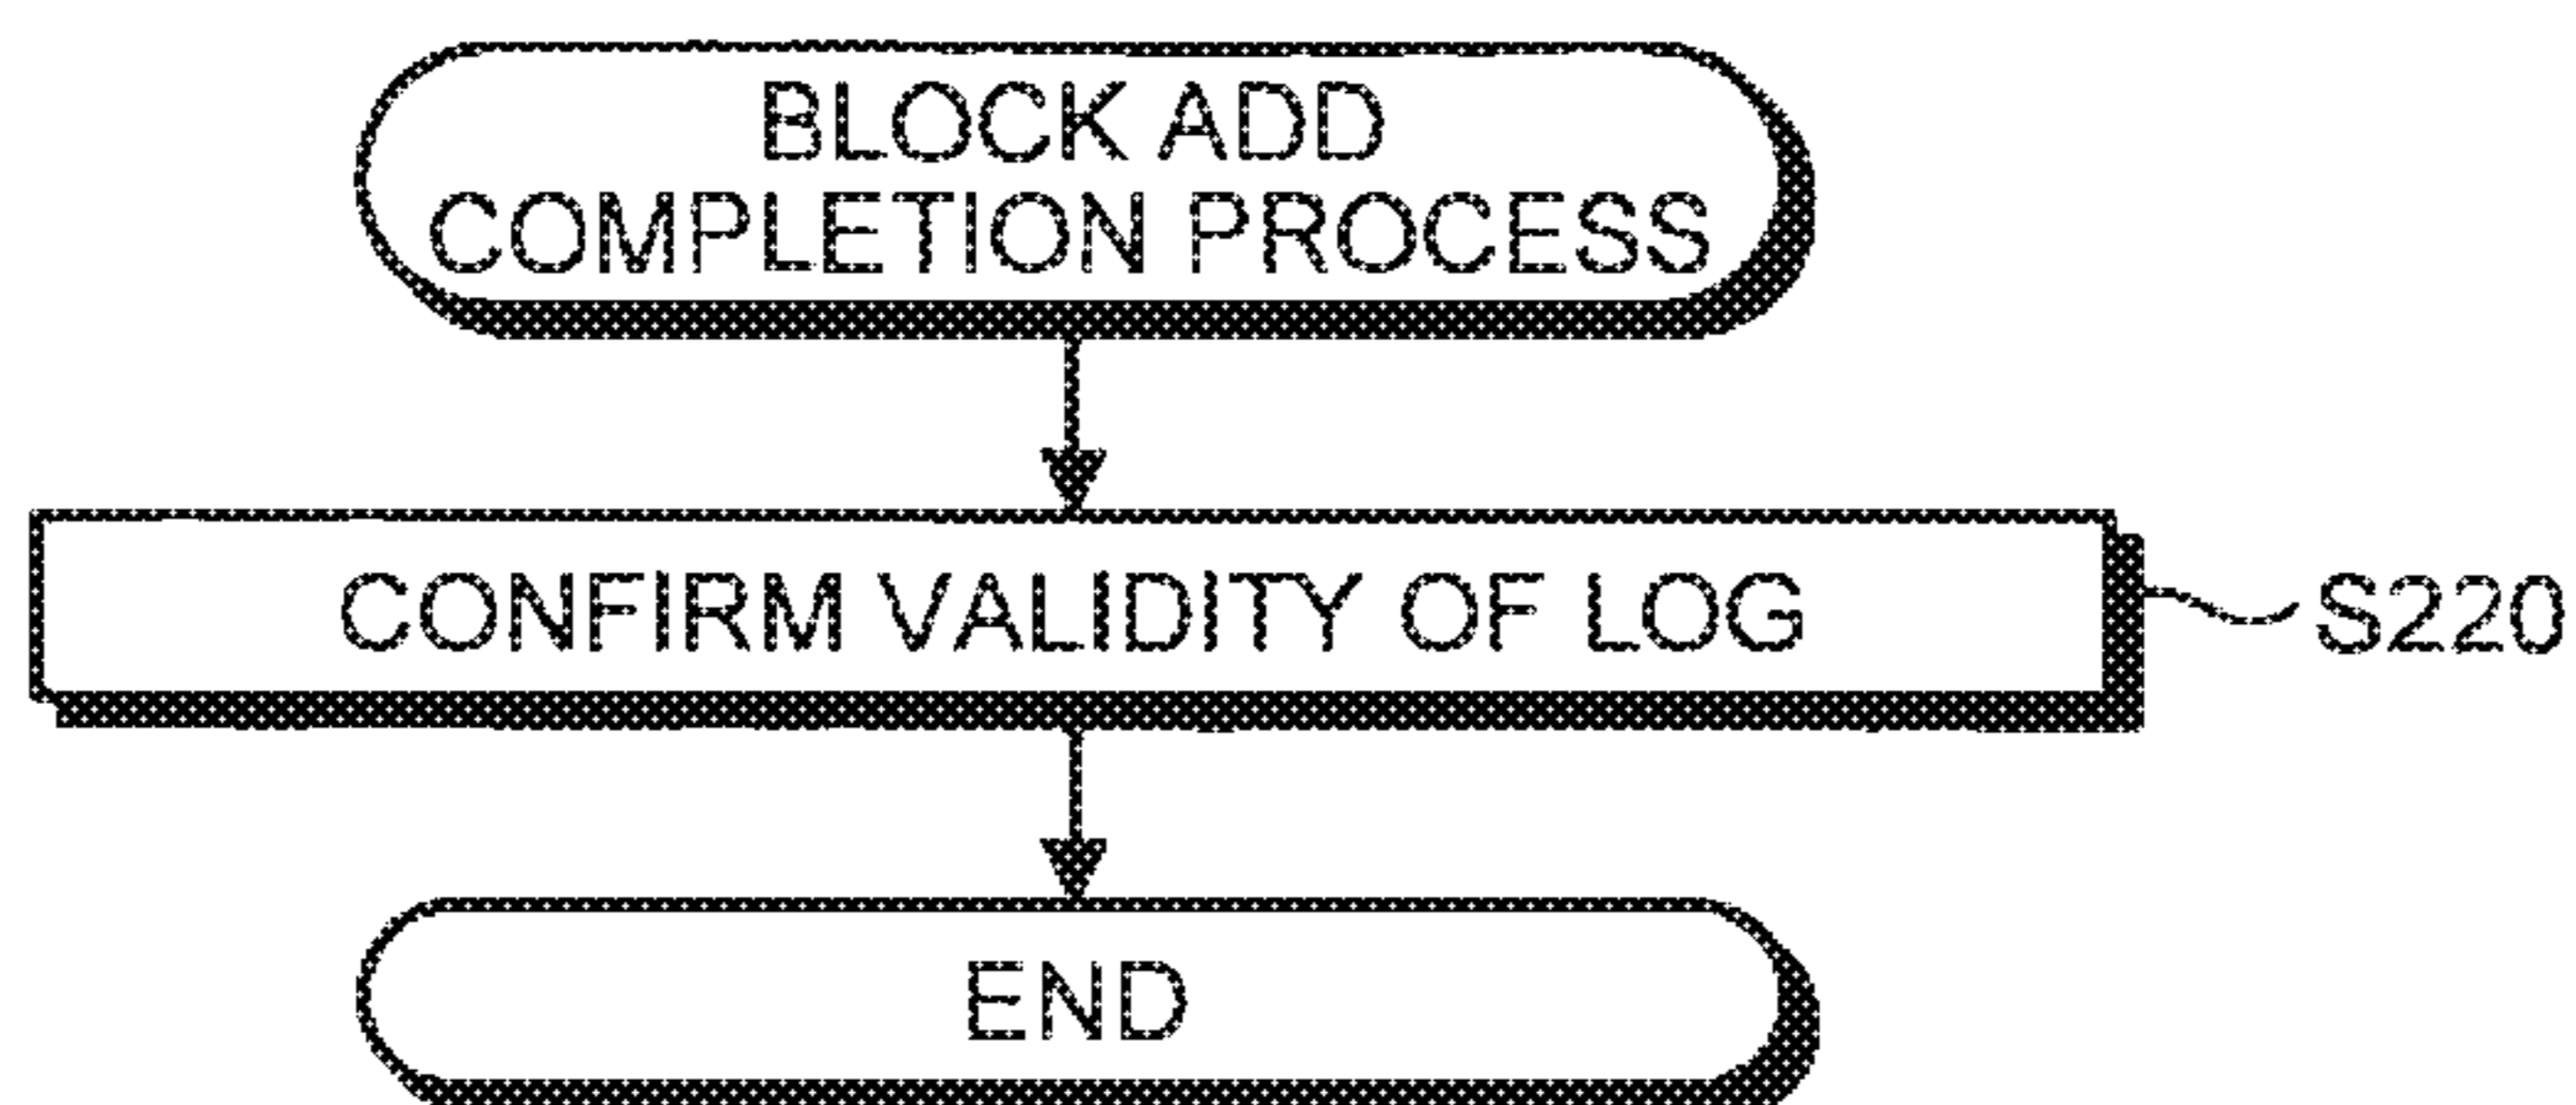 BLOCK ADD
COMPLETION PROCESS
CONFIRM VALIDITY OF LOG
S220
END